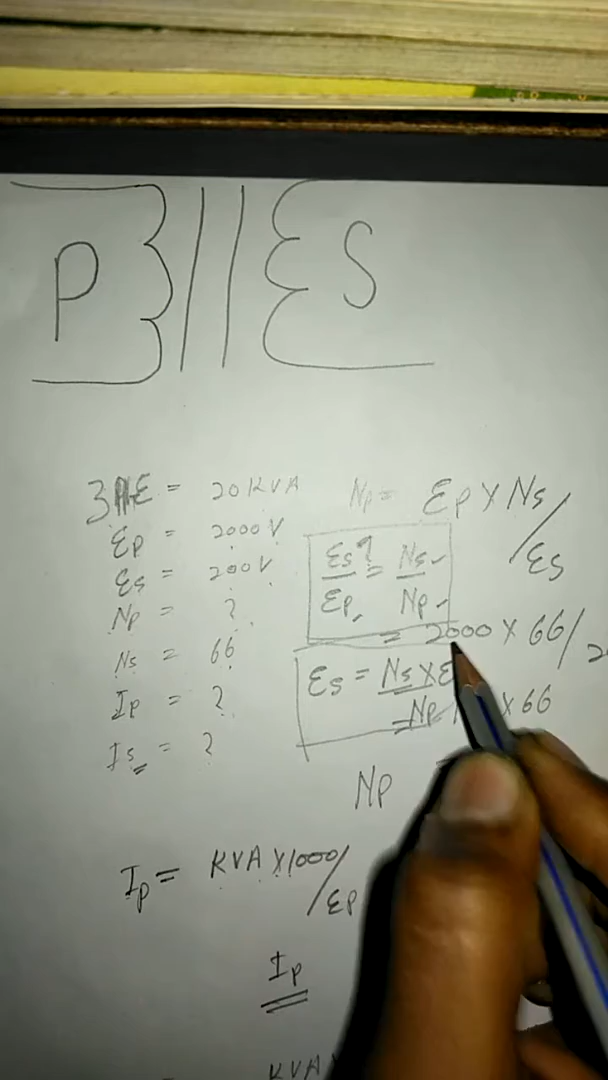 P S
= 20KVA
Ep = 2000V
Es = 200V
Np = ?
Ns = 66
Ip = ?
Is = ?
Np = Ep X Ns / Es
Es? / Ep = Ns / Np
= 2000 X 66 /
Es = Ns X
Np
X 66
Np
Ip = KVA X 1000 / Ep
Ip
KVA